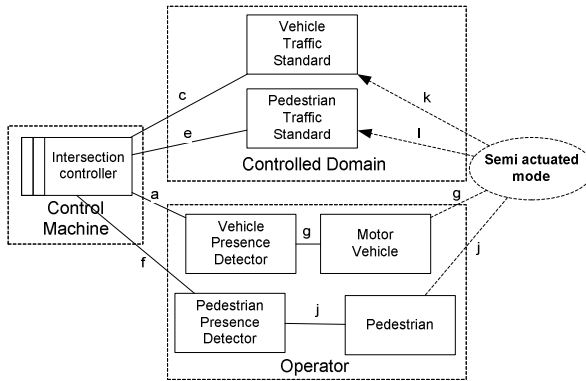 Vehicle
Traffic
Standard
c
k
Pedestrian
Traffic
Standard
e
l
Controlled Domain
Semi actuated
mode
Intersection
controller
Control
Machine
a
g
Vehicle
Presence
Detector
g
Motor
Vehicle
f
j
Pedestrian
Presence
Detector
j
Pedestrian
Operator